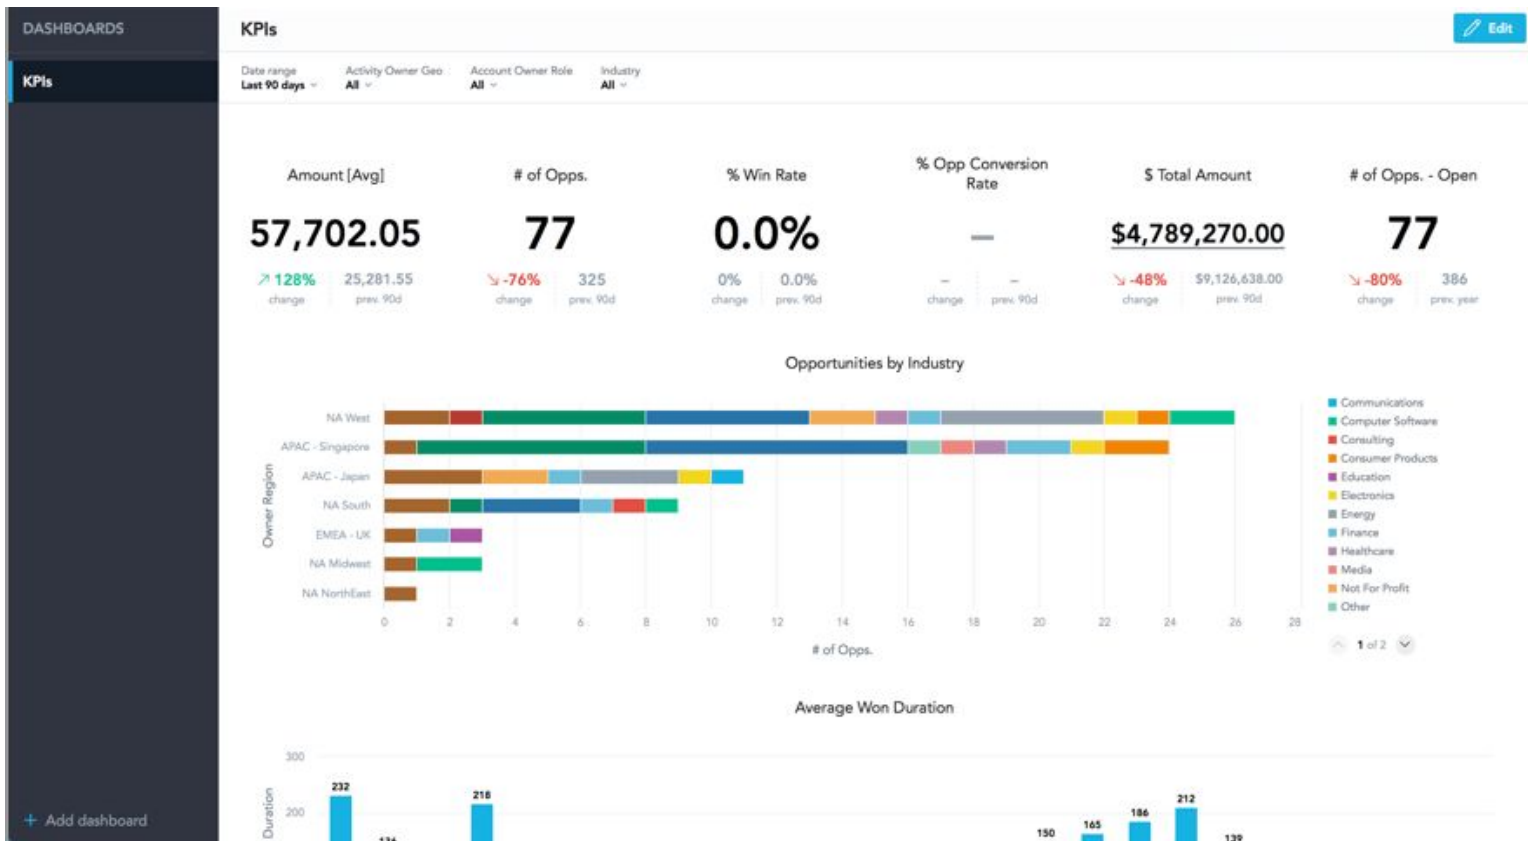 DASHBOARDS
KPIs
Add dashboard
KPIs
Edit
Date range
Last 90 days
Activity Owner Geo
All
Account Owner Role
All
Industry
All
Amount [Avg]
57,702.05
128%
change
25,281.55
prev. 90d
# of Opps.
77
-76%
change
325
prev. 90d
% Win Rate
0.0%
0%
change
0.0%
prev. 90d
% Opp Conversion
Rate
–
–
change
–
prev. 90d
$ Total Amount
$4,789,270.00
-48%
change
$9,126,638.00
prev. 90d
# of Opps. - Open
77
-80%
change
386
prev. year
Opportunities by Industry
Owner Region
NA West
APAC - Singapore
APAC - Japan
NA South
EMEA - UK
NA Midwest
NA NorthEast
0 2 4 6 8 10 12 14 16 18 20 22 24 26 28
# of Opps.
Communications
Computer Software
Consulting
Consumer Products
Education
Electronics
Energy
Finance
Healthcare
Media
Not For Profit
Other
1 of 2
Average Won Duration
Duration
300
200
232
218
150
165
186
212
139